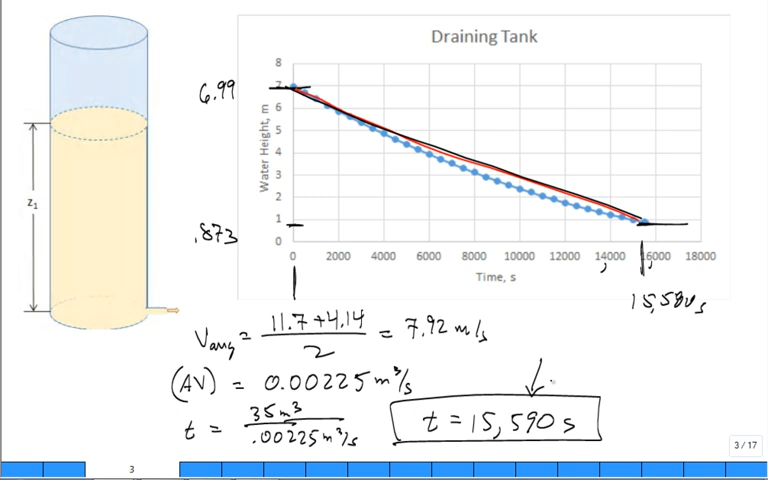 Draining Tank
Water Height, m
8
7
6
5
4
3
2
1
0
0 2000 4000 6000 8000 10000 12000 14000 16000 18000
Time, s
z₁
6.99
.873
Vavg = 11.7 + 4.14 / 2 = 7.92 m/s
(AV) = 0.00225 m³/s
t = 35 m³ / .00225 m³/s
t = 15,590 s
3 / 17
3